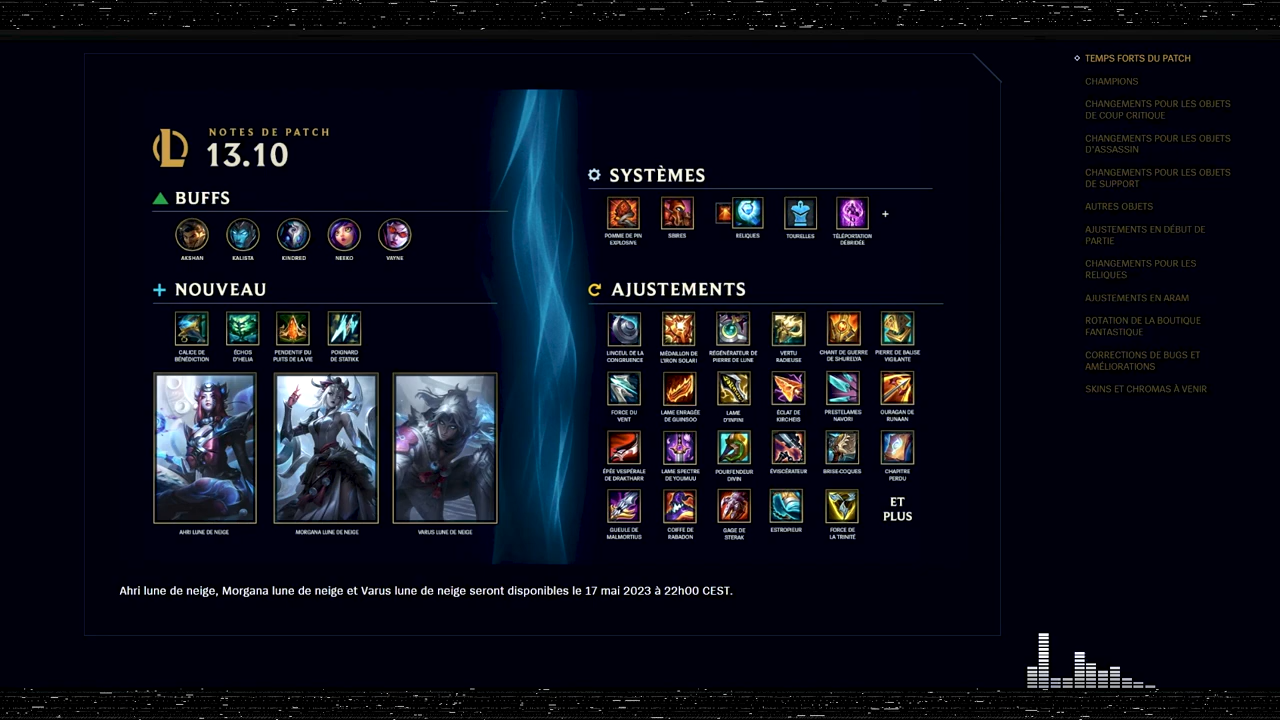 NOTES DE PATCH
13.10
BUFFS
AKSHAN
KALISTA
KINDRED
NEEKO
VAYNE
NOUVEAU
CALICE DE
BÉNÉDICTION
ÉCHOS
D'HELIA
PENDENTIF DU
PUITS DE LA VIE
POIGNARD
DE STATIKK
AHRI LUNE DE NEIGE
MORGANA LUNE DE NEIGE
VARUS LUNE DE NEIGE
SYSTÈMES
POMME DE PIN
EXPLOSIVE
SBIRES
RELIQUES
TOURELLES
TÉLÉPORTATION
DÉBRIDÉE
+
AJUSTEMENTS
LINCEUL DE LA
CONGRUENCE
MÉDAILLON DE
L'IRON SOLARI
RÉGÉNÉRATEUR DE
PIERRE DE LUNE
VERTU
RADIEUSE
CHANT DE GUERRE
DE SHURELYA
PIERRE DE BALISE
VIGILANTE
FORCE DU
VENT
LAME ENRAGÉE
DE GUINSOO
LAME
D'INFINI
ÉCLAT DE
KIRCHEIS
PRESTELAMES
NAVORI
OURAGAN DE
RUNAAN
ÉPÉE VESPÉRALE
DE DRAKTHARR
LAME SPECTRE
DE YOUMUU
POURFENDEUR
DIVIN
ÉVISCÉRATEUR
BRISE-COQUES
CHAPITRE
PERDU
GUEULE DE
MALMORTIUS
COIFFE DE
RABADON
GAGE DE
STERAK
ESTROPIEUR
FORCE DE
LA TRINITÉ
ET
PLUS
Ahri lune de neige, Morgana lune de neige et Varus lune de neige seront disponibles le 17 mai 2023 à 22h00 CEST.
TEMPS FORTS DU PATCH
CHAMPIONS
CHANGEMENTS POUR LES OBJETS
DE COUP CRITIQUE
CHANGEMENTS POUR LES OBJETS
D'ASSASSIN
CHANGEMENTS POUR LES OBJETS
DE SUPPORT
AUTRES OBJETS
AJUSTEMENTS EN DÉBUT DE
PARTIE
CHANGEMENTS POUR LES
RELIQUES
AJUSTEMENTS EN ARAM
ROTATION DE LA BOUTIQUE
FANTASTIQUE
CORRECTIONS DE BUGS ET
AMÉLIORATIONS
SKINS ET CHROMAS À VENIR